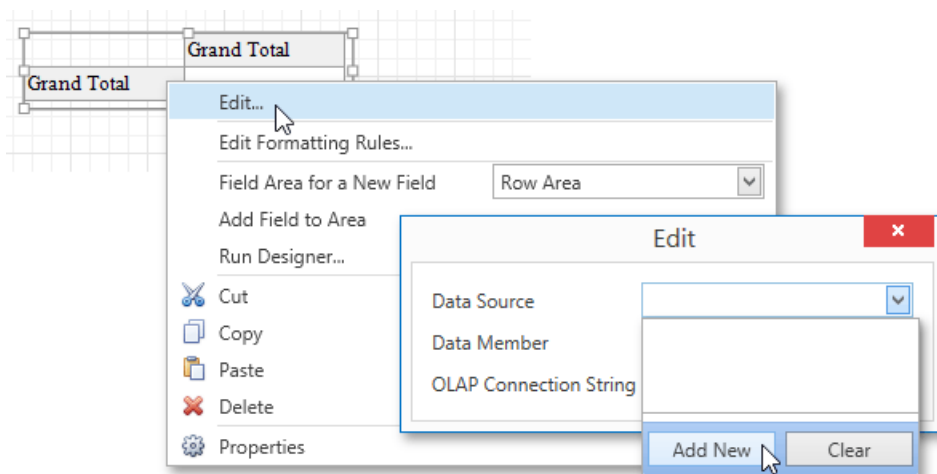 Grand Total
Grand Total
Edit...
Edit Formatting Rules...
Field Area for a New Field Row Area
Add Field to Area
Run Designer...
Cut
Copy
Paste
Delete
Properties
Edit
Data Source
Data Member
OLAP Connection String
Add New Clear